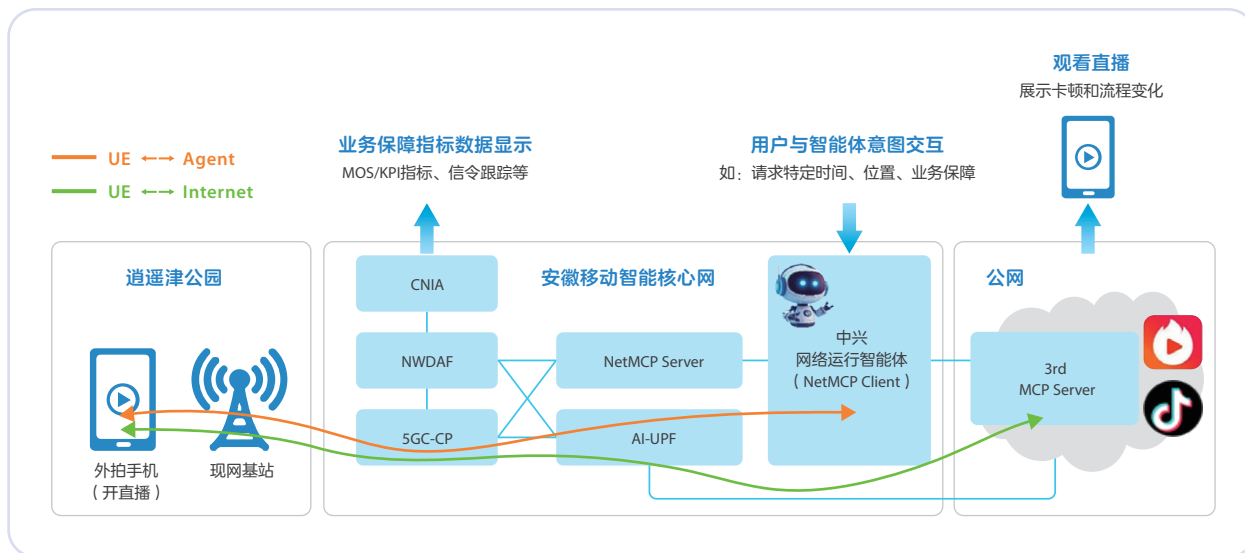 观看直播
展示卡顿和流程变化
业务保障指标数据显示
MOS/KPI指标、信令跟踪等
用户与智能体意图交互
如：请求特定时间、位置、业务保障
UE ←→ Agent
UE ←→ Internet
逍遥津公园
外拍手机
（开直播）
现网基站
安徽移动智能核心网
CNIA
NWDAF
5GC-CP
NetMCP Server
AI-UPF
中兴
网络运行智能体
（NetMCP Client）
公网
3rd
MCP Server